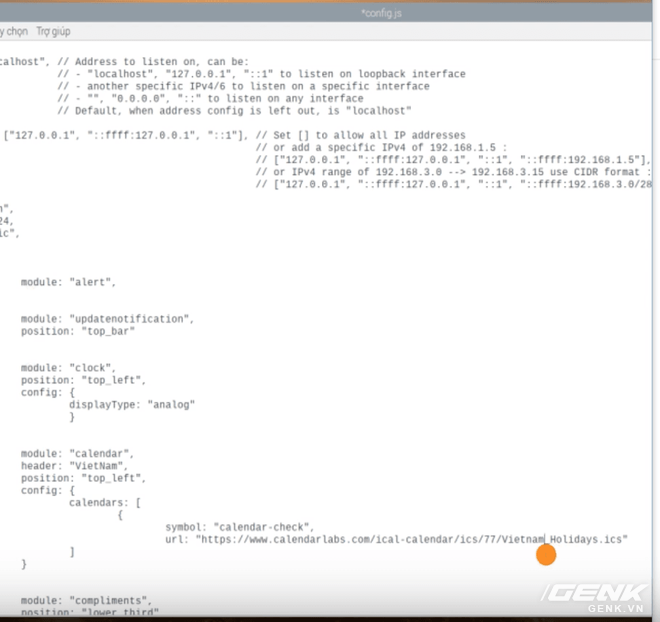 *config.js
y chọn Trợ giúp
calhost", // Address to listen on, can be:
// - "localhost", "127.0.0.1", "::1" to listen on loopback interface
// - another specific IPv4/6 to listen on a specific interface
// - "", "0.0.0.0", "::" to listen on any interface
// Default, when address config is left out, is "localhost"
["127.0.0.1", "::ffff:127.0.0.1", "::1"], // Set [] to allow all IP addresses
// or add a specific IPv4 of 192.168.1.5 :
// ["127.0.0.1", "::ffff:127.0.0.1", "::1", "::ffff:192.168.1.5"],
// or IPv4 range of 192.168.3.0 --> 192.168.3.15 use CIDR format :
// ["127.0.0.1", "::ffff:127.0.0.1", "::1", "::ffff:192.168.3.0/28
n",
24,
ic",
module: "alert",
module: "updatenotification",
position: "top_bar"
module: "clock",
position: "top_left",
config: {
displayType: "analog"
}
module: "calendar",
header: "VietNam",
position: "top_left",
config: {
calendars: [
{
symbol: "calendar-check",
url: "https://www.calendarlabs.com/ical-calendar/ics/77/Vietnam_Holidays.ics"
]
}
module: "compliments",
position: "lower_third"
GENK
GENK.VN